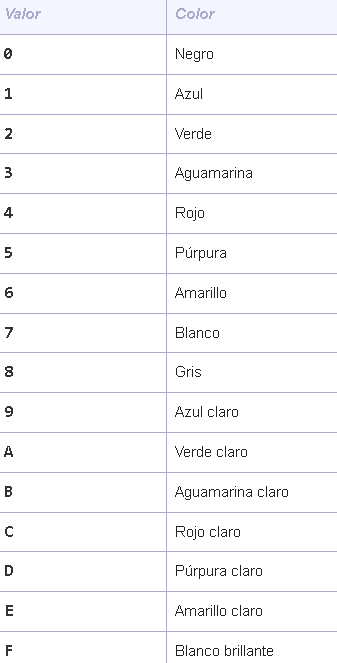 Valor Color
0 Negro
1 Azul
2 Verde
3 Aguamarina
4 Rojo
5 Púrpura
6 Amarillo
7 Blanco
8 Gris
9 Azul claro
A Verde claro
B Aguamarina claro
C Rojo claro
D Púrpura claro
E Amarillo claro
F Blanco brillante